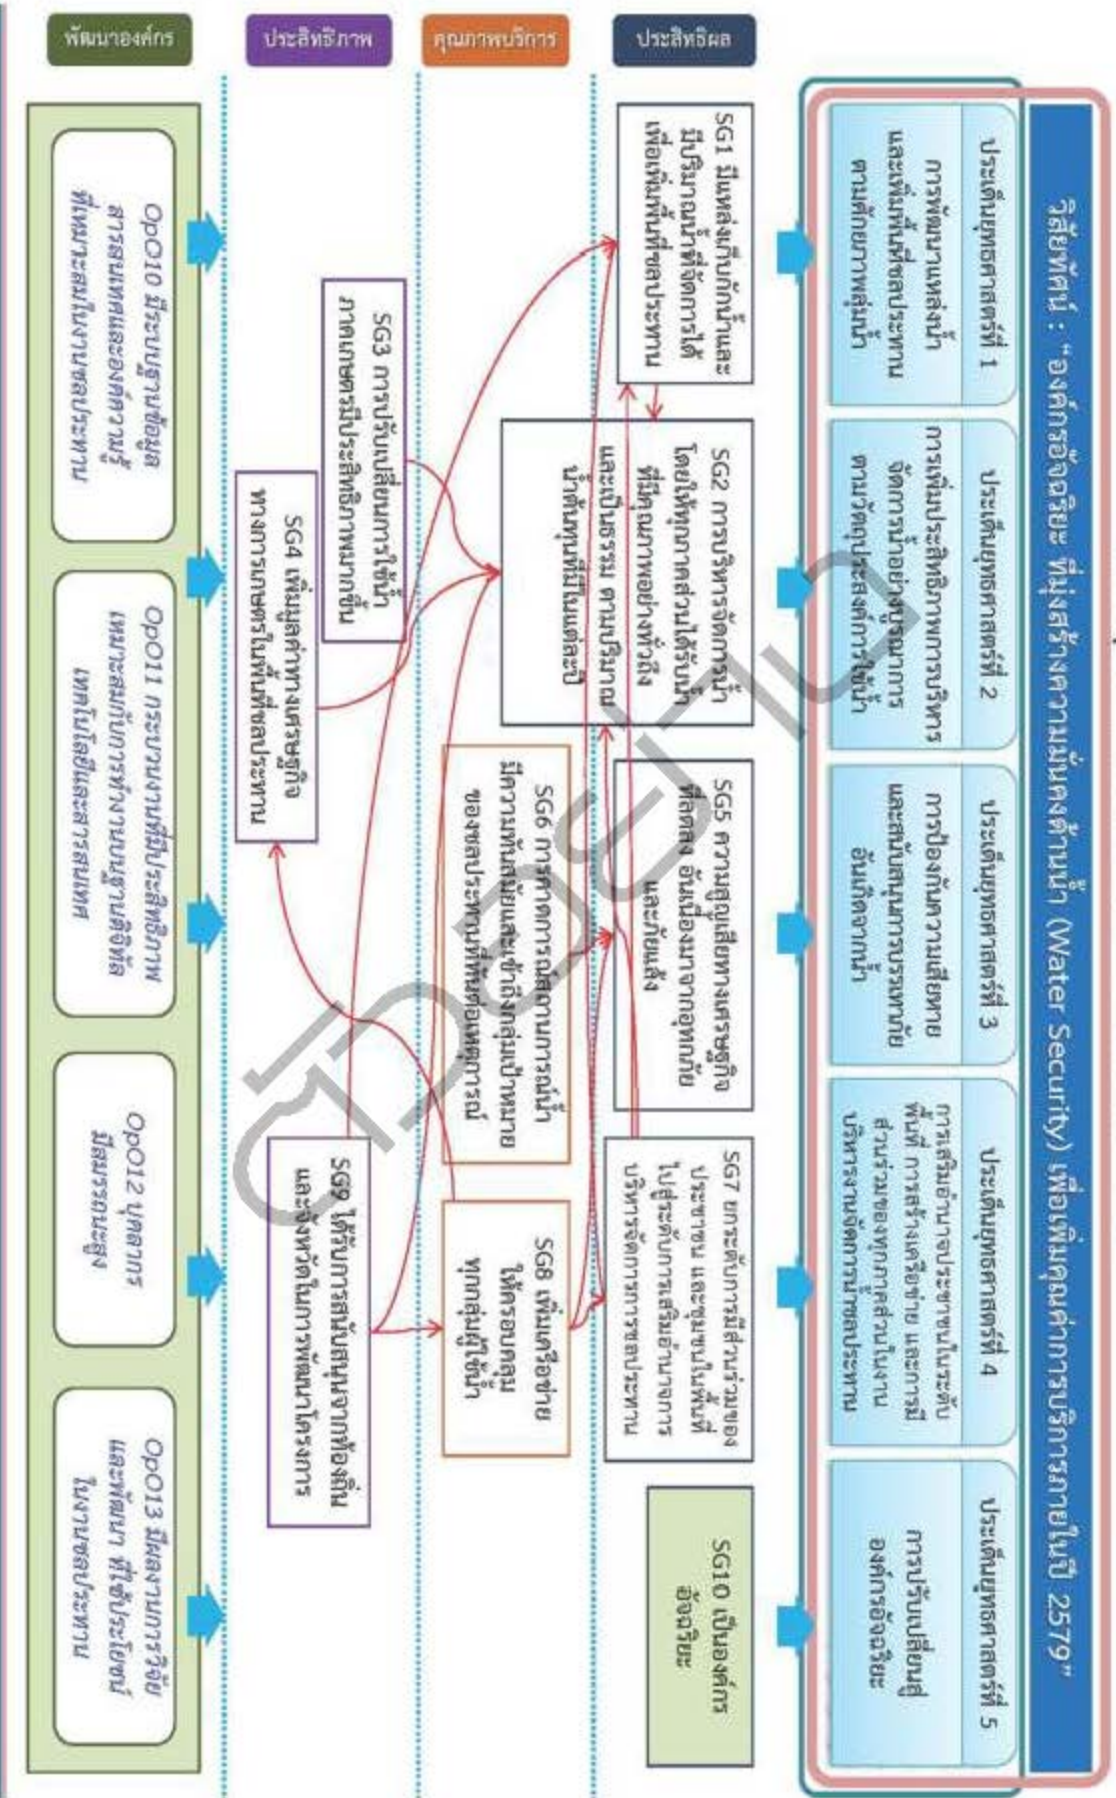 วิสัยทัศน์ : "องค์กรอัจฉริยะ ที่มุ่งสร้างความมั่นคงด้านน้ำ (Water Security) เพื่อเพิ่มคุณค่าการบริการภายในปี 2579"
ประเด็นยุทธศาสตร์ที่ 1
การพัฒนาแหล่งน้ำ
และเพิ่มพื้นที่ชลประทาน
ตามศักยภาพลุ่มน้ำ
ประเด็นยุทธศาสตร์ที่ 2
การเพิ่มประสิทธิภาพการบริหาร
จัดการน้ำอย่างบูรณาการ
ตามวัตถุประสงค์การใช้น้ำ
ประเด็นยุทธศาสตร์ที่ 3
การป้องกันความเสียหาย
และสนับสนุนการบรรเทาภัย
อันเกิดจากน้ำ
ประเด็นยุทธศาสตร์ที่ 4
การเสริมอำนาจประชาชนในระดับ
พื้นที่ การสร้างเครือข่าย และการมี
ส่วนร่วมของทุกภาคส่วนในงาน
บริหารงานจัดการน้ำชลประทาน
ประเด็นยุทธศาสตร์ที่ 5
การปรับเปลี่ยนสู่
องค์กรอัจฉริยะ
ประสิทธิผล
SG1 มีแหล่งเก็บกักน้ำและ
มีปริมาณน้ำที่จัดการได้
เพื่อเพิ่มพื้นที่ชลประทาน
SG2 การบริหารจัดการน้ำ
โดยให้ทุกภาคส่วนได้รับน้ำ
ที่มีคุณภาพอย่างทั่วถึง
และเป็นธรรม ตามปริมาณ
น้ำต้นทุนที่มีในแต่ละปี
SG5 ความสูญเสียทางเศรษฐกิจ
ที่ลดลง อันเนื่องมาจากอุทกภัย
และภัยแล้ง
SG7 ยกระดับการมีส่วนร่วมของ
ประชาชน และชุมชนในพื้นที่
ไปสู่ระดับการเสริมอำนาจการ
บริหารจัดการการชลประทาน
SG10 เป็นองค์กร
อัจฉริยะ
คุณภาพบริการ
SG6 การคาดการณ์สถานการณ์น้ำ
มีความทันสมัยและเข้าถึงกลุ่มเป้าหมาย
ของชลประทานที่ทันต่อเหตุการณ์
SG8 เพิ่มเครือข่าย
ให้ครอบคลุม
ทุกกลุ่มผู้ใช้น้ำ
ประสิทธิภาพ
SG3 การปรับเปลี่ยนการใช้น้ำ
ภาคเกษตรมีประสิทธิภาพมากขึ้น
SG4 เพิ่มมูลค่าทางเศรษฐกิจ
ทางการเกษตรในพื้นที่ชลประทาน
SG9 ได้รับการสนับสนุนจากท้องถิ่น
และจังหวัดในการพัฒนาโครงการ
พัฒนาองค์กร
OpO10 มีระบบฐานข้อมูล
สารสนเทศและองค์ความรู้
ที่เหมาะสมในงานชลประทาน
OpO11 กระบวนงานที่มีประสิทธิภาพ
เหมาะสมกับการทำงานบนฐานดิจิทัล
เทคโนโลยีและสารสนเทศ
OpO12 บุคลากร
มีสมรรถนะสูง
OpO13 มีผลงานการวิจัย
และพัฒนา ที่ใช้ประโยชน์
ในงานชลประทาน
ตัวอย่าง